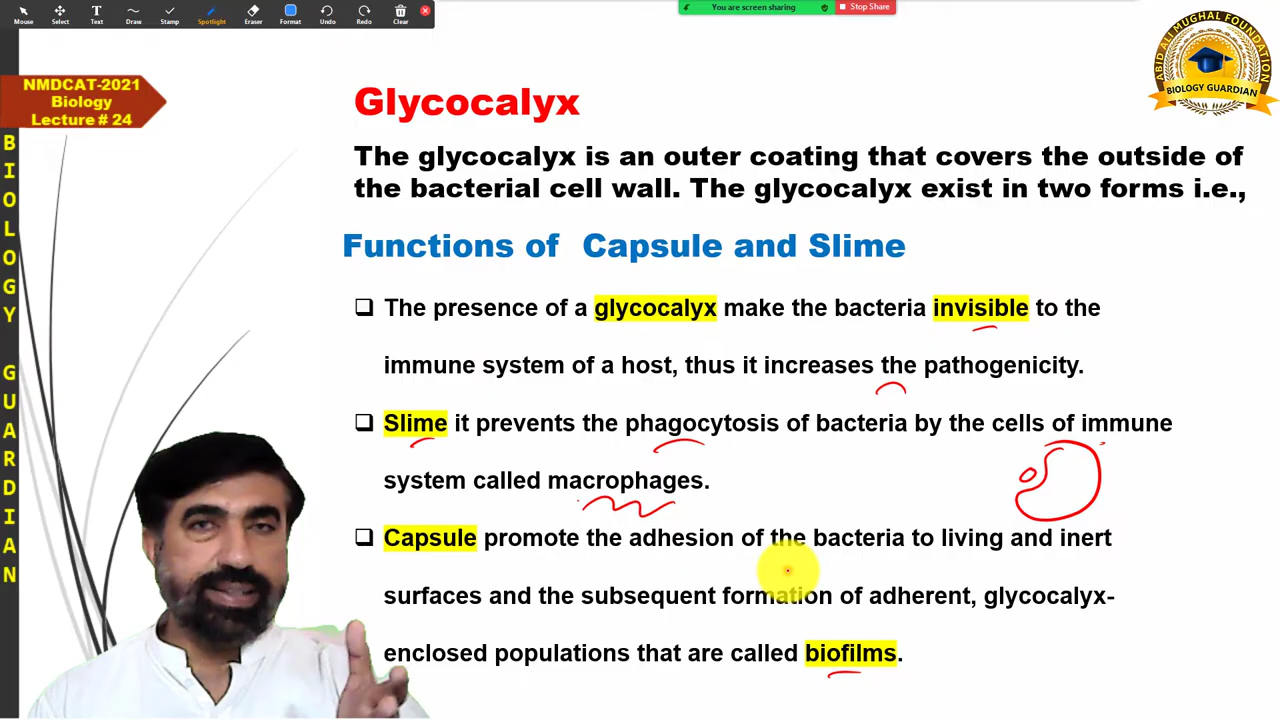 Mouse Select Text Draw Stamp Spotlight Eraser Format Undo Redo Clear
You are screen sharing Stop Share
NMDCAT-2021
Biology
Lecture # 24
BIOLOGY GUARDIAN
ABID ALI MUGHAL FOUNDATION
BIOLOGY GUARDIAN
Glycocalyx
The glycocalyx is an outer coating that covers the outside of
the bacterial cell wall. The glycocalyx exist in two forms i.e.,
Functions of Capsule and Slime
❑ The presence of a glycocalyx make the bacteria invisible to the
immune system of a host, thus it increases the pathogenicity.
❑ Slime it prevents the phagocytosis of bacteria by the cells of immune
system called macrophages.
❑ Capsule promote the adhesion of the bacteria to living and inert
surfaces and the subsequent formation of adherent, glycocalyx-
enclosed populations that are called biofilms.